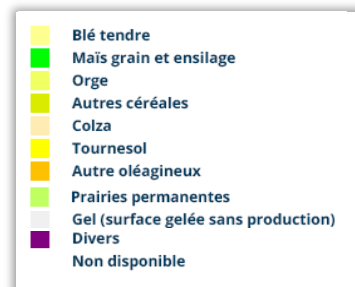 Blé tendre
Maïs grain et ensilage
Orge
Autres céréales
Colza
Tournesol
Autre oléagineux
Prairies permanentes
Gel (surface gelée sans production)
Divers
Non disponible